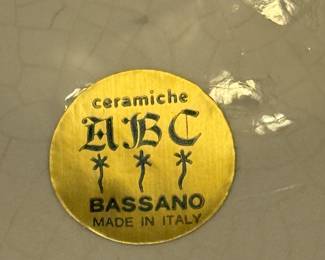 ceramiche
ABC
BASSANO
MADE IN ITALY